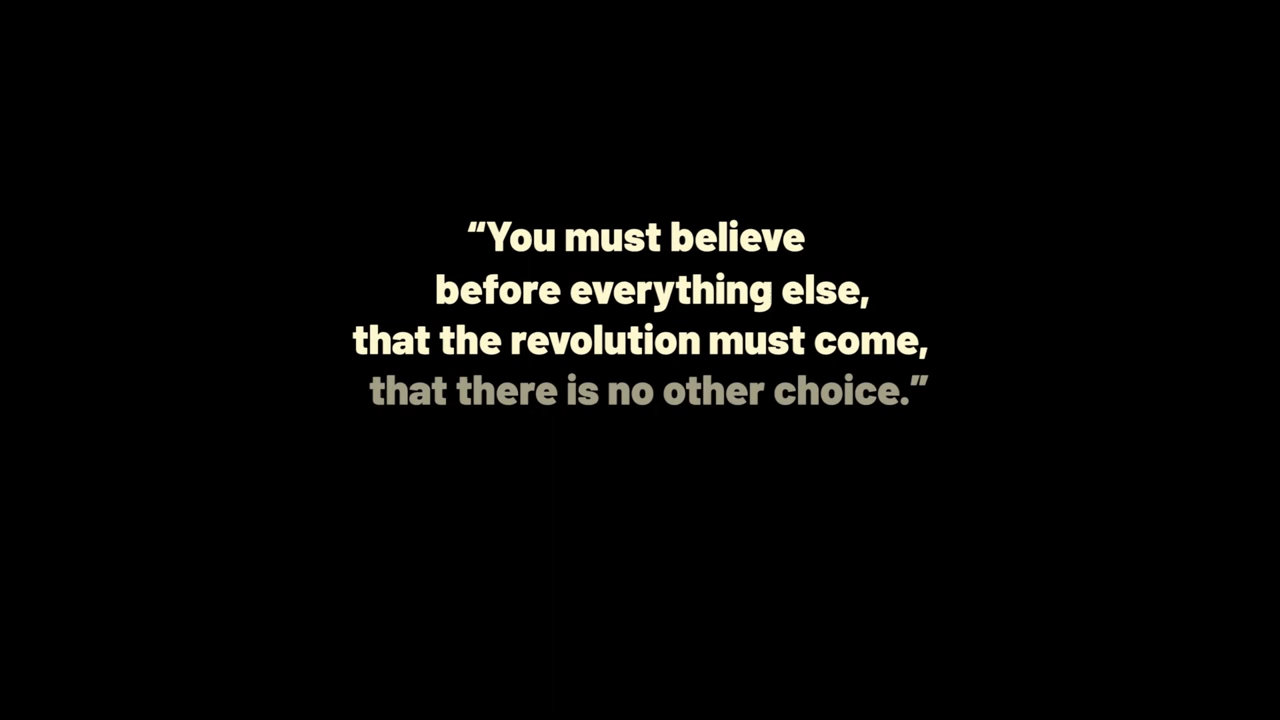 “You must believe
before everything else,
that the revolution must come,
that there is no other choice.”